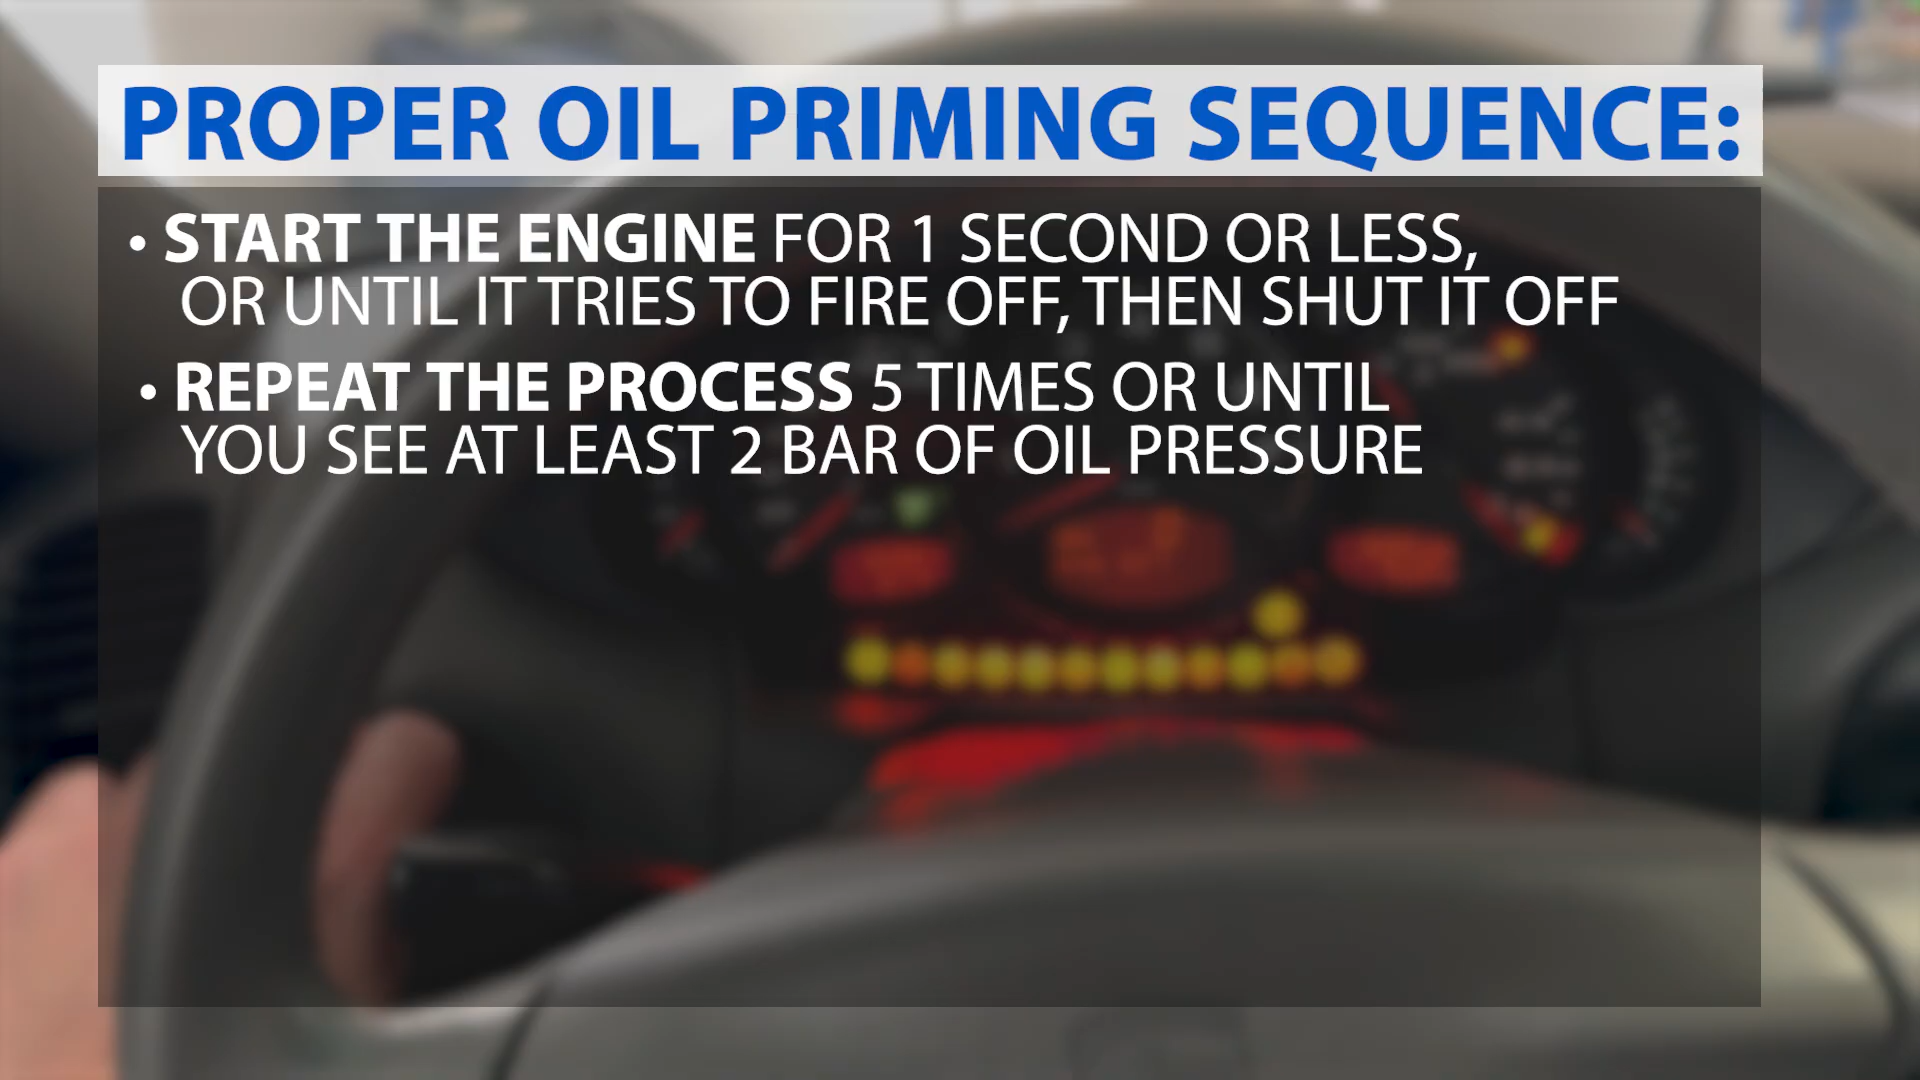 PROPER OIL PRIMING SEQUENCE:
• START THE ENGINE FOR 1 SECOND OR LESS,
OR UNTIL IT TRIES TO FIRE OFF, THEN SHUT IT OFF
• REPEAT THE PROCESS 5 TIMES OR UNTIL
YOU SEE AT LEAST 2 BAR OF OIL PRESSURE